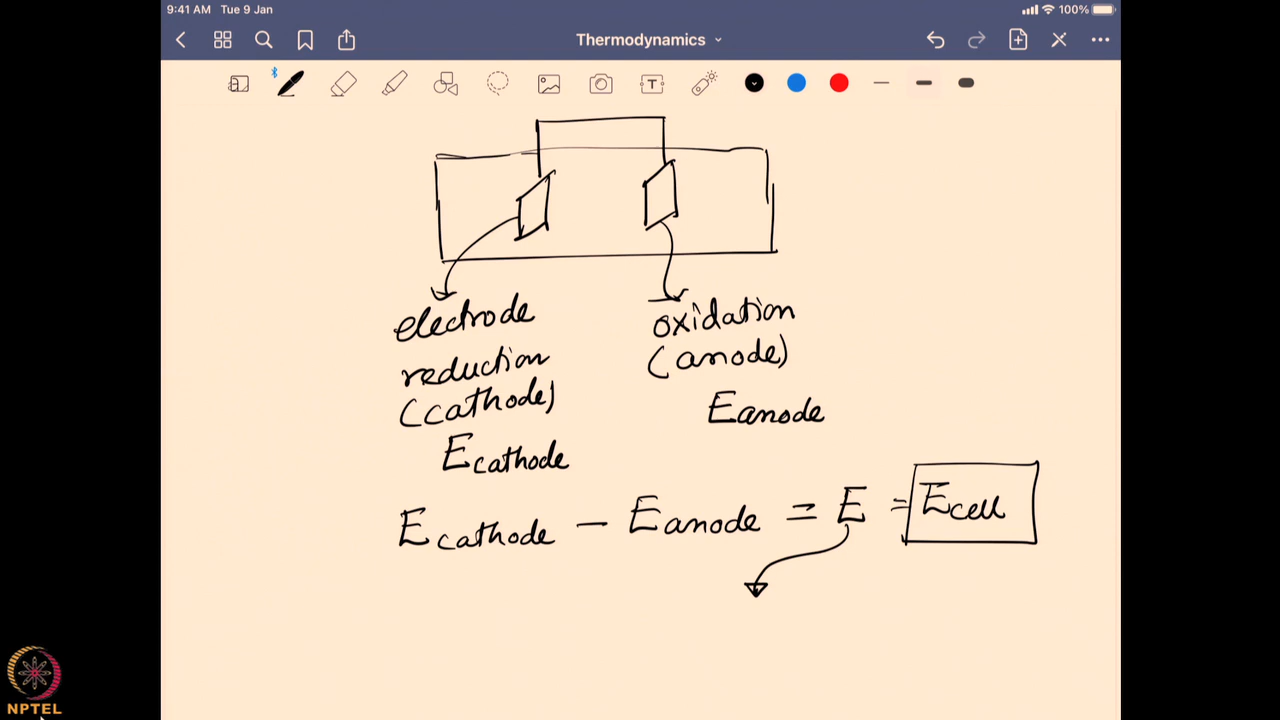 9:41 AM Tue 9 Jan
100%
Thermodynamics
T
electrode
reduction
(cathode)
Ecathode
oxidation
(anode)
Eanode
Ecathode – Eanode = E = Ecell
NPTEL